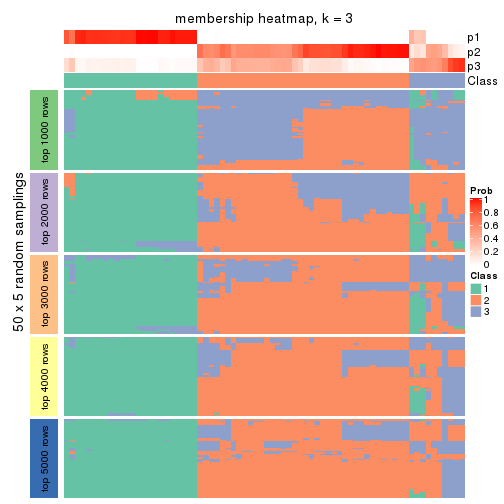 membership heatmap, k = 3
p1
p2
p3
Class
50 x 5 random samplings
top 1000 rows
top 2000 rows
top 3000 rows
top 4000 rows
top 5000 rows
Prob
1
0.8
0.6
0.4
0.2
0
Class
1
2
3